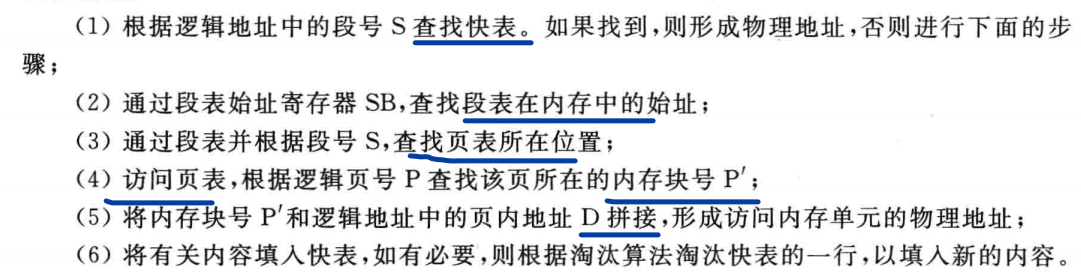 (1) 根据逻辑地址中的段号 S 查找快表。如果找到,则形成物理地址,否则进行下面的步
骤;
(2) 通过段表始址寄存器 SB,查找段表在内存中的始址;
(3) 通过段表并根据段号 S,查找页表所在位置;
(4) 访问页表,根据逻辑页号 P 查找该页所在的内存块号 P′;
(5) 将内存块号 P′和逻辑地址中的页内地址 D 拼接,形成访问内存单元的物理地址;
(6) 将有关内容填入快表,如有必要,则根据淘汰算法淘汰快表的一行,以填入新的内容。